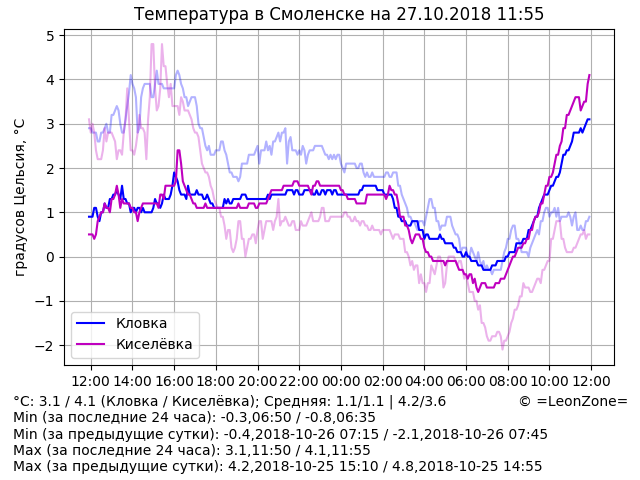 Температура в Смоленске на 27.10.2018 11:55
градусов Цельсия, °C
5
4
3
2
1
0
−1
−2
Кловка
Киселёвка
12:00 14:00 16:00 18:00 20:00 22:00 00:00 02:00 04:00 06:00 08:00 10:00 12:00
°C: 3.1 / 4.1 (Кловка / Киселёвка); Средняя: 1.1/1.1 | 4.2/3.6 © =LeonZone=
Min (за последние 24 часа): -0.3,06:50 / -0.8,06:35
Min (за предыдущие сутки): -0.4,2018-10-26 07:15 / -2.1,2018-10-26 07:45
Max (за последние 24 часа): 3.1,11:50 / 4.1,11:55
Max (за предыдущие сутки): 4.2,2018-10-25 15:10 / 4.8,2018-10-25 14:55